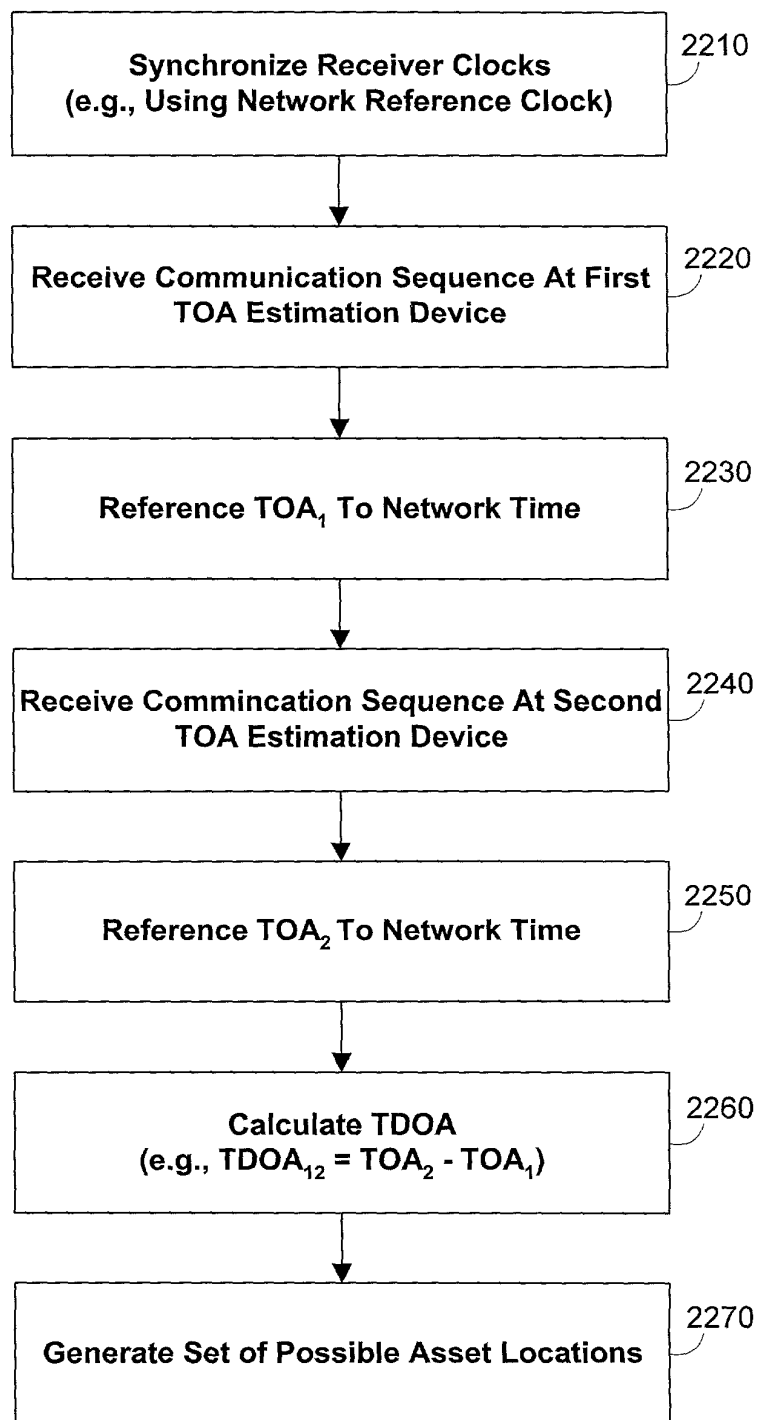 2210
Synchronize Receiver Clocks
(e.g., Using Network Reference Clock)
2220
Receive Communication Sequence At First
TOA Estimation Device
2230
Reference TOA₁ To Network Time
2240
Receive Commincation Sequence At Second
TOA Estimation Device
2250
Reference TOA₂ To Network Time
2260
Calculate TDOA
(e.g., TDOA₁₂ = TOA₂ - TOA₁)
2270
Generate Set of Possible Asset Locations